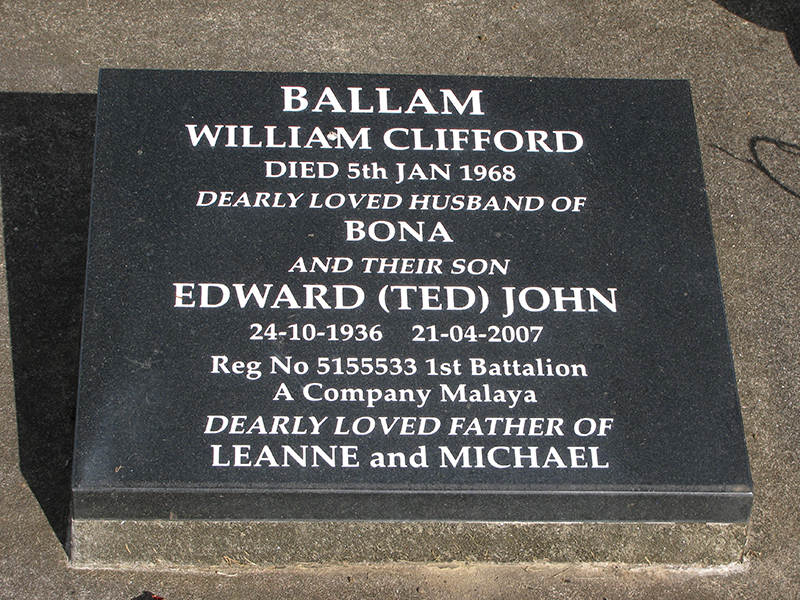 BALLAM
WILLIAM CLIFFORD
DIED 5th JAN 1968
DEARLY LOVED HUSBAND OF
BONA
AND THEIR SON
EDWARD (TED) JOHN
24-10-1936 21-04-2007
Reg No 5155533 1st Battalion
A Company Malaya
DEARLY LOVED FATHER OF
LEANNE and MICHAEL